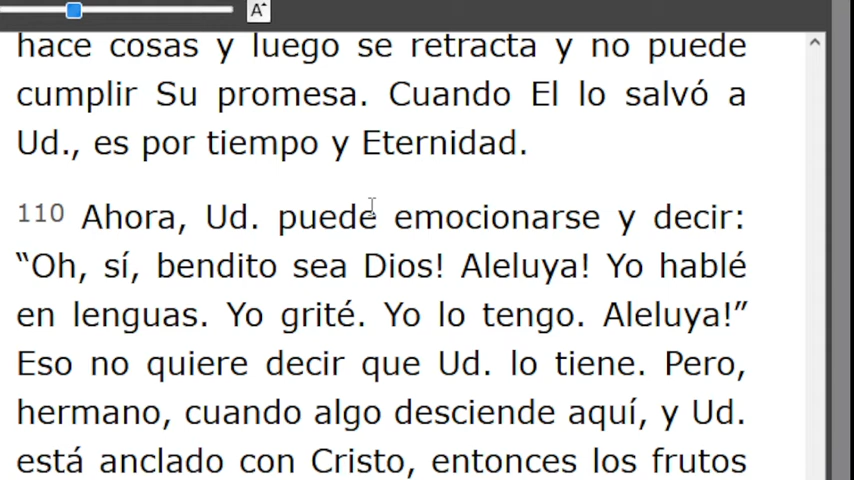 A
hace cosas y luego se retracta y no puede
cumplir Su promesa. Cuando El lo salvó a
Ud., es por tiempo y Eternidad.
110 Ahora, Ud. puede emocionarse y decir:
“Oh, sí, bendito sea Dios! Aleluya! Yo hablé
en lenguas. Yo grité. Yo lo tengo. Aleluya!”
Eso no quiere decir que Ud. lo tiene. Pero,
hermano, cuando algo desciende aquí, y Ud.
está anclado con Cristo, entonces los frutos